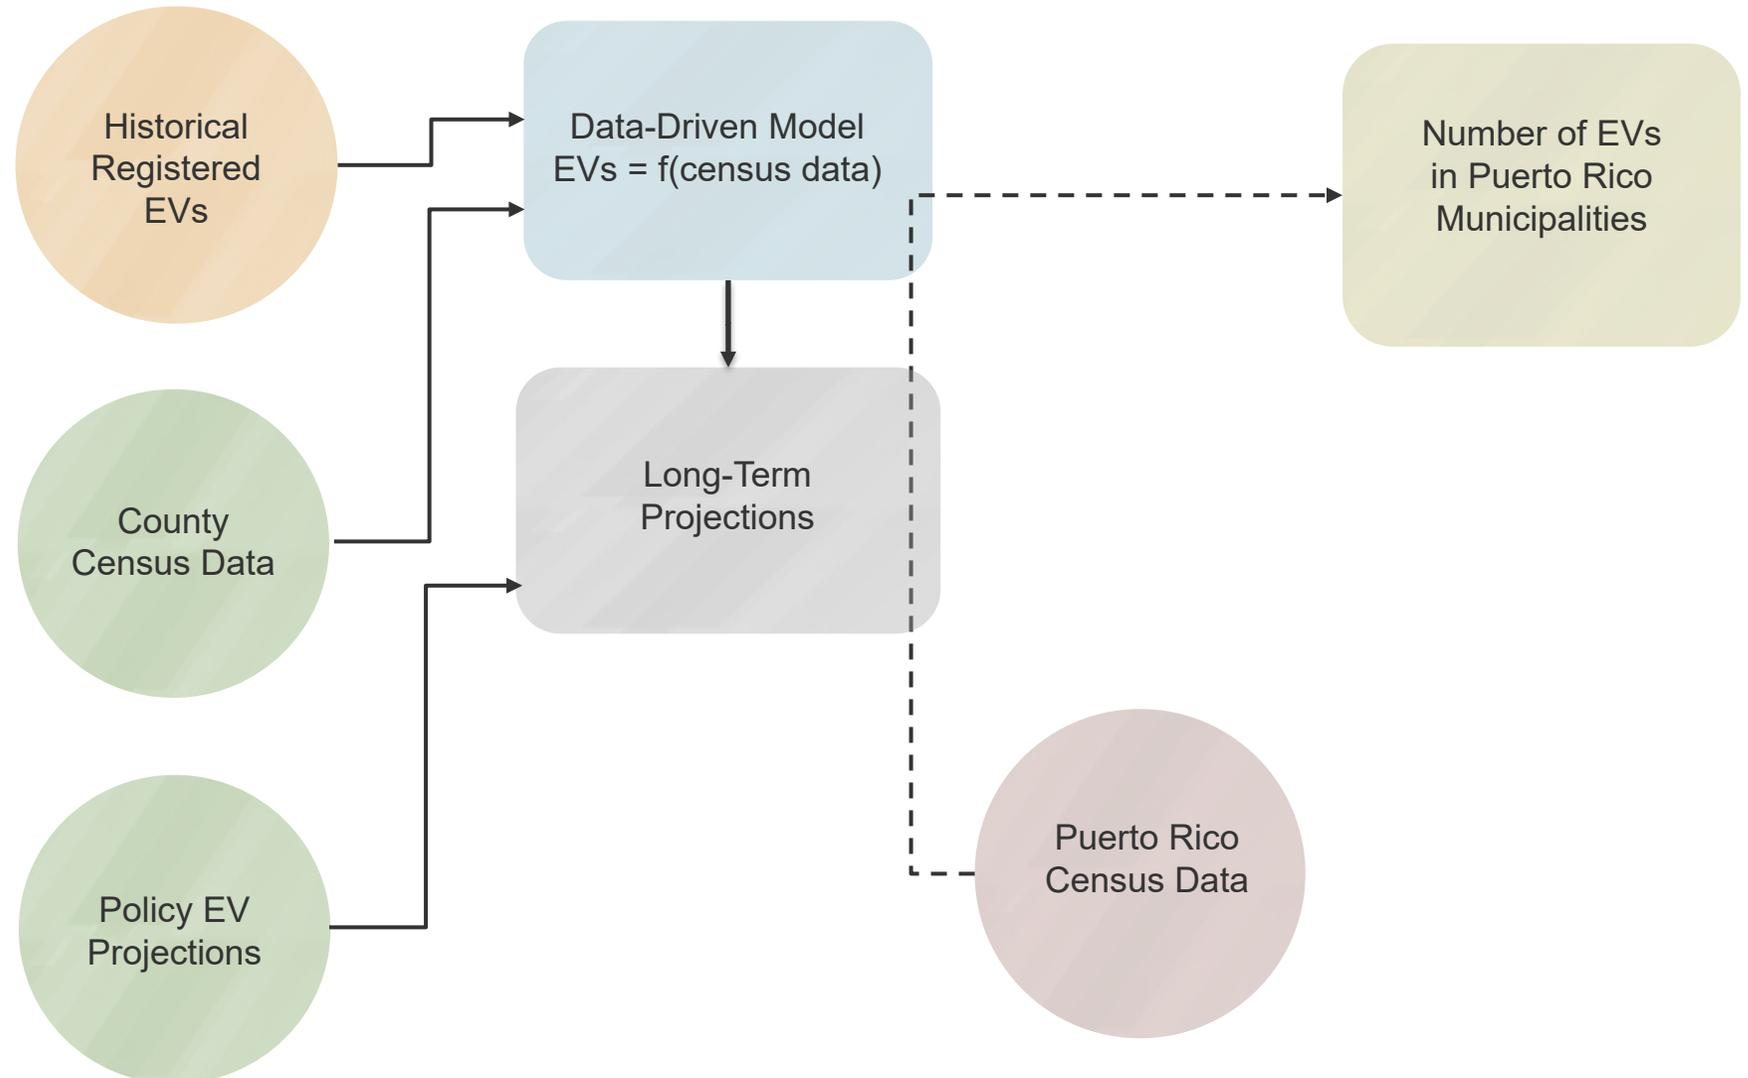 Historical
Registered
EVs
Data-Driven Model
EVs = f(census data)
Number of EVs
in Puerto Rico
Municipalities
County
Census Data
Long-Term
Projections
Policy EV
Projections
Puerto Rico
Census Data